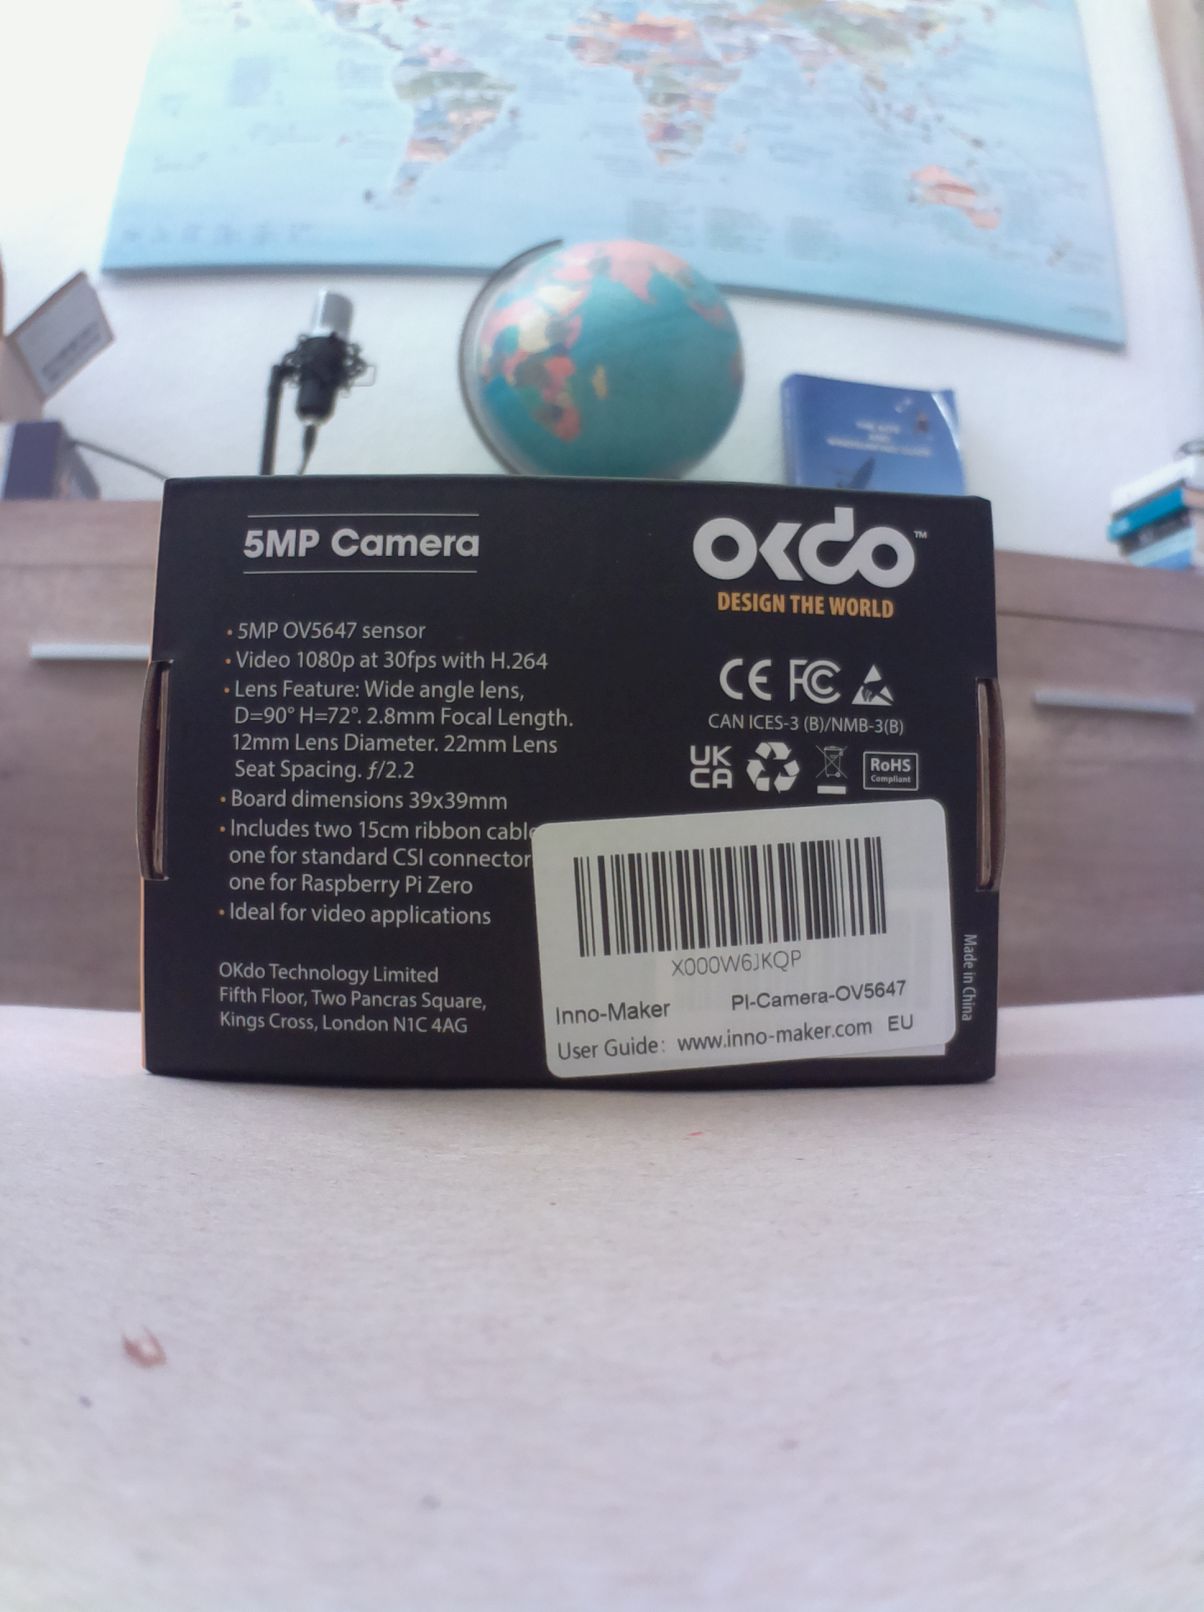 5MP Camera
OKdo™
DESIGN THE WORLD
• 5MP OV5647 sensor
• Video 1080p at 30fps with H.264
• Lens Feature: Wide angle lens,
D=90° H=72°. 2.8mm Focal Length.
12mm Lens Diameter. 22mm Lens
Seat Spacing. ƒ/2.2
• Board dimensions 39x39mm
• Includes two 15cm ribbon cable
one for standard CSI connector
one for Raspberry Pi Zero
• Ideal for video applications
OKdo Technology Limited
Fifth Floor, Two Pancras Square,
Kings Cross, London N1C 4AG
CE FC
CAN ICES-3 (B)/NMB-3(B)
UK
CA
RoHS
Compliant
X000W6JKQP
Inno-Maker PI-Camera-OV5647
User Guide: www.inno-maker.com EU
Made in China